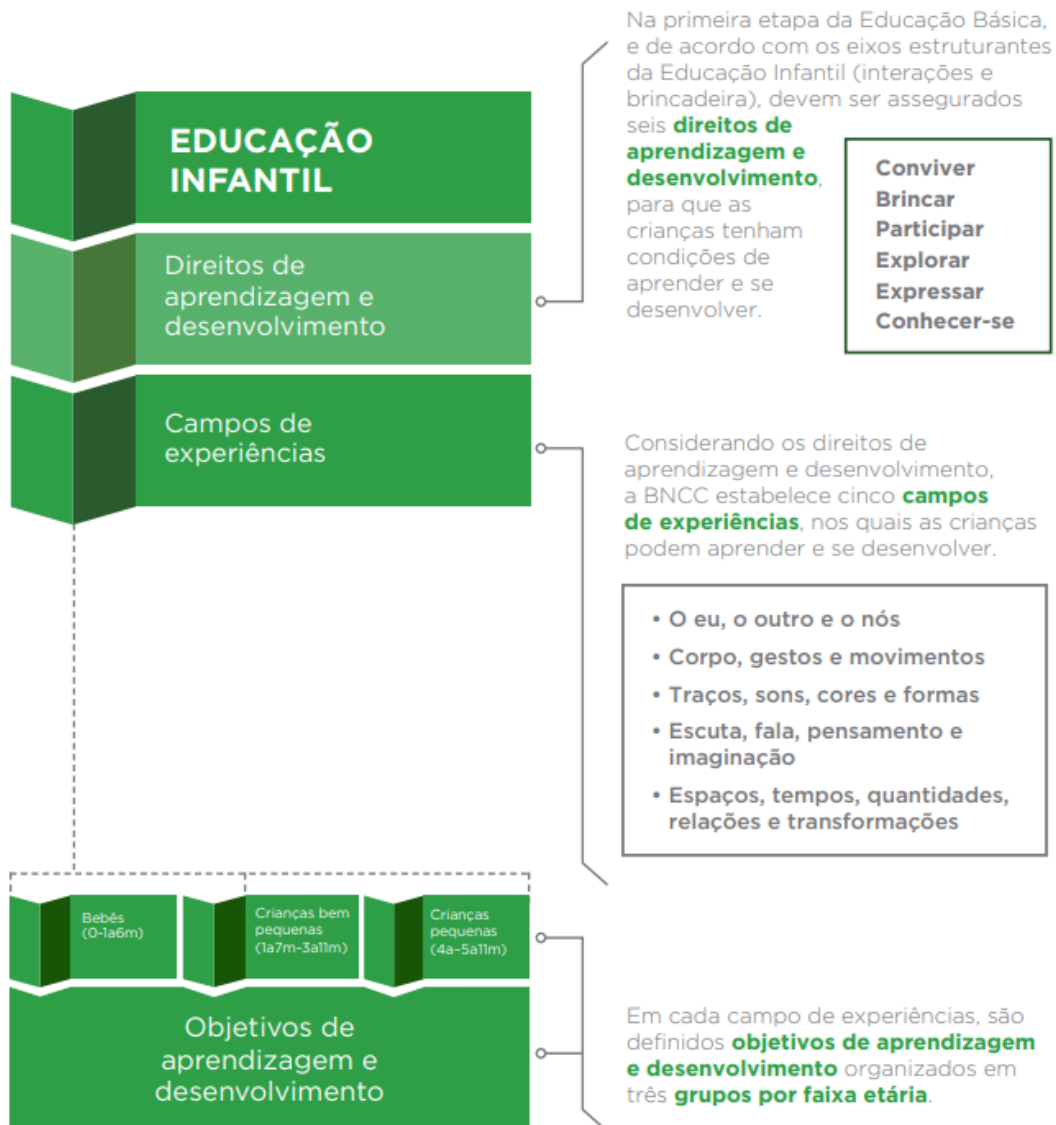 EDUCAÇÃO
INFANTIL
Direitos de
aprendizagem e
desenvolvimento
Na primeira etapa da Educação Básica,
e de acordo com os eixos estruturantes
da Educação Infantil (interações e
brincadeira), devem ser assegurados
seis direitos de
aprendizagem e
desenvolvimento,
para que as
crianças tenham
condições de
aprender e se
desenvolver.
Conviver
Brincar
Participar
Explorar
Expressar
Conhecer-se
Campos de
experiências
Considerando os direitos de
aprendizagem e desenvolvimento,
a BNCC estabelece cinco campos
de experiências, nos quais as crianças
podem aprender e se desenvolver.
• O eu, o outro e o nós
• Corpo, gestos e movimentos
• Traços, sons, cores e formas
• Escuta, fala, pensamento e
imaginação
• Espaços, tempos, quantidades,
relações e transformações
Bebês
(0-1a6m)
Crianças bem
pequenas
(1a7m-3a11m)
Crianças
pequenas
(4a–5a11m)
Objetivos de
aprendizagem e
desenvolvimento
Em cada campo de experiências, são
definidos objetivos de aprendizagem
e desenvolvimento organizados em
três grupos por faixa etária.